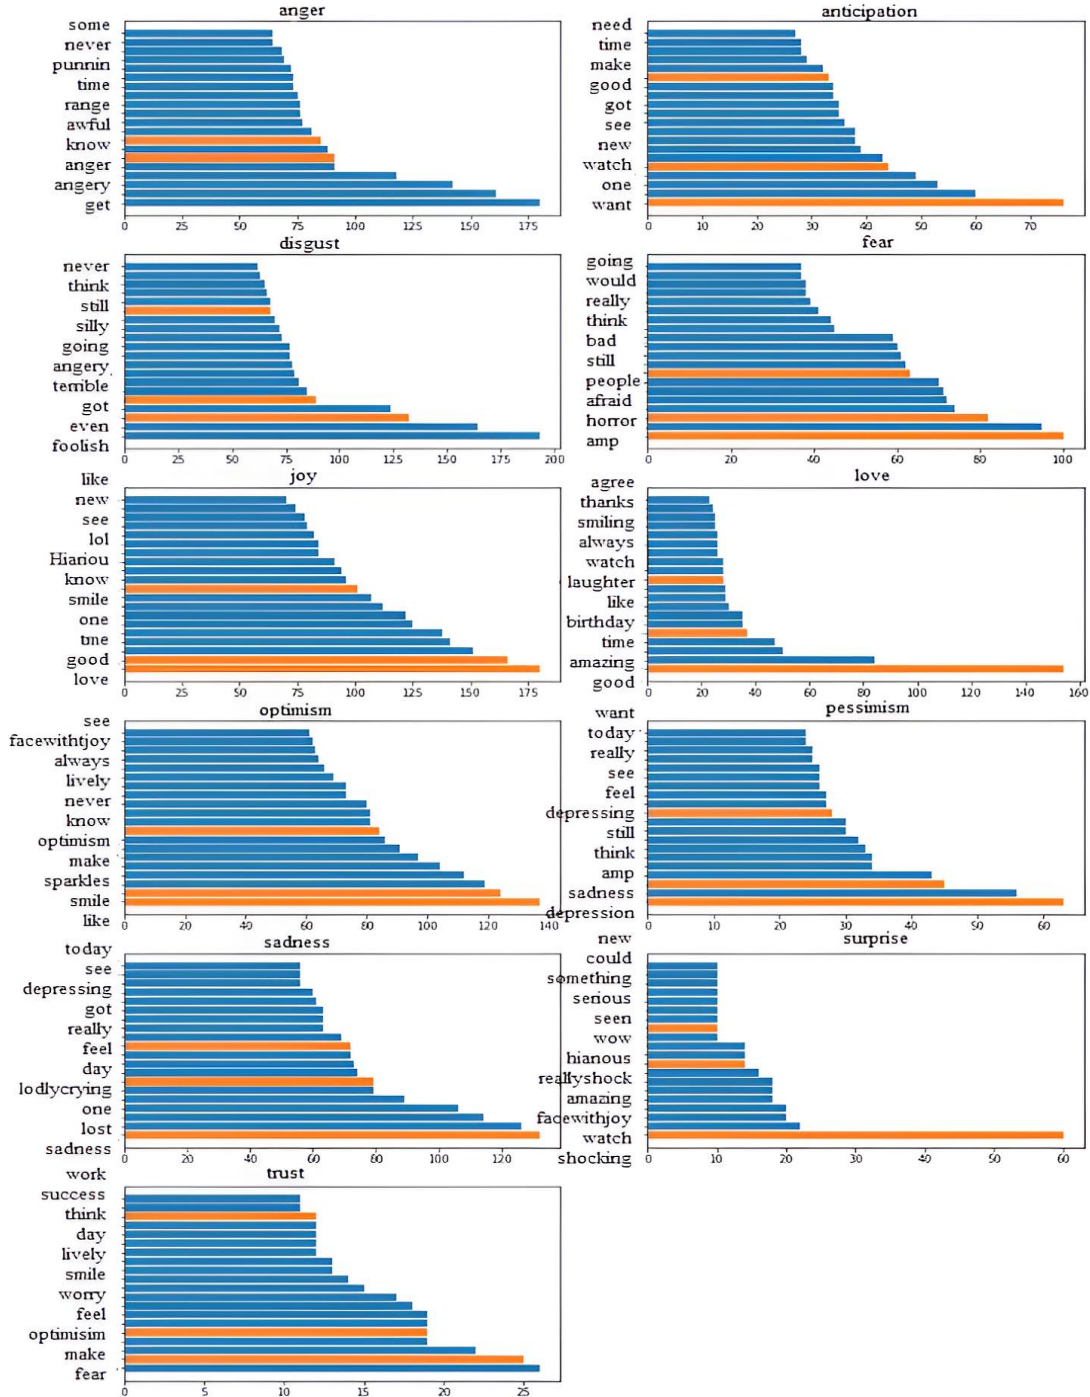 anger
some
never
punnin
time
range
awful
know
anger
angery
get
0 25 50 75 100 125 150 175
anticipation
need
time
make
good
got
see
new
watch
one
want
0 10 20 30 40 50 60 70
disgust
never
think
still
silly
going
angery
terrible
got
even
foolish
0 25 50 75 100 125 150 175 200
fear
going
would
really
think
bad
still
people
afraid
horror
amp
0 20 40 60 80 100
joy
like
new
see
lol
Hiariou
know
smile
one
tme
good
love
0 25 50 75 100 125 150 175
love
agree
thanks
smiling
always
watch
laughter
like
birthday
time
amazing
good
0 20 40 60 80 100 120 140 160
optimism
see
facewithtjoy
always
lively
never
know
optimism
make
sparkles
smile
like
0 20 40 60 80 100 120 140
pessimism
want
today
really
see
feel
depressing
still
think
amp
sadness
depression
0 10 20 30 40 50 60
sadness
today
see
depressing
got
really
feel
day
lodlycrying
one
lost
sadness
0 20 40 60 80 100 120
surprise
new
could
something
serious
seen
wow
hianous
reallyshock
amazing
facewithjoy
watch
shocking
0 10 20 30 40 50 60
trust
work
success
think
day
lively
smile
worry
feel
optimisim
make
fear
0 5 10 15 20 25